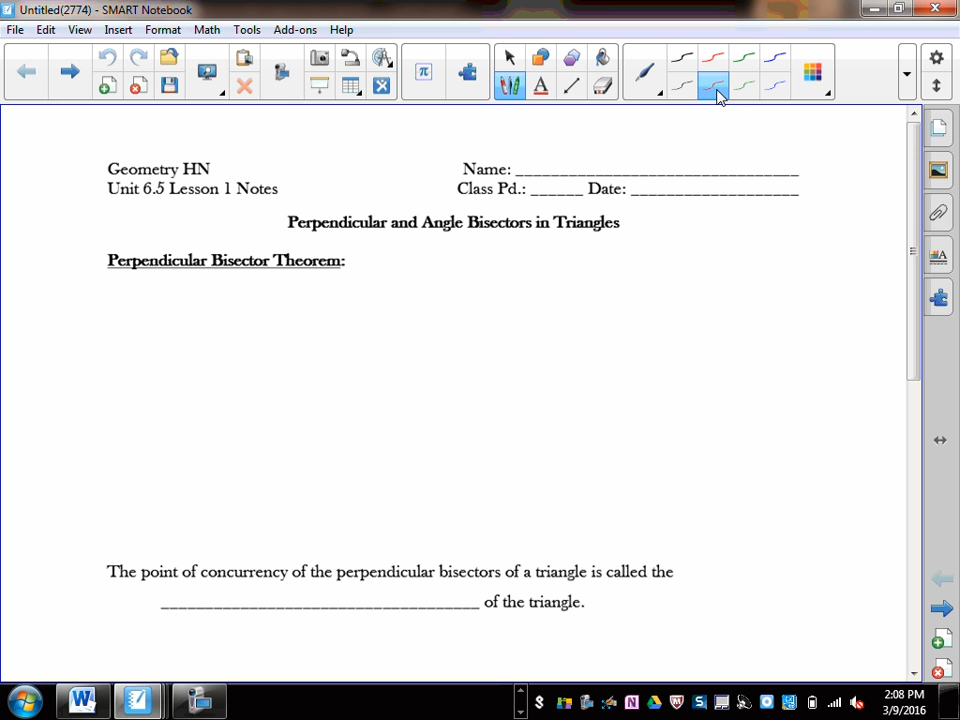 Untitled(2774) - SMART Notebook
File Edit View Insert Format Math Tools Add-ons Help
Geometry HN Name: _________________________________
Unit 6.5 Lesson 1 Notes Class Pd.: ______ Date: ____________________
Perpendicular and Angle Bisectors in Triangles
Perpendicular Bisector Theorem:
The point of concurrency of the perpendicular bisectors of a triangle is called the
_____________________________________ of the triangle.
2:08 PM
3/9/2016